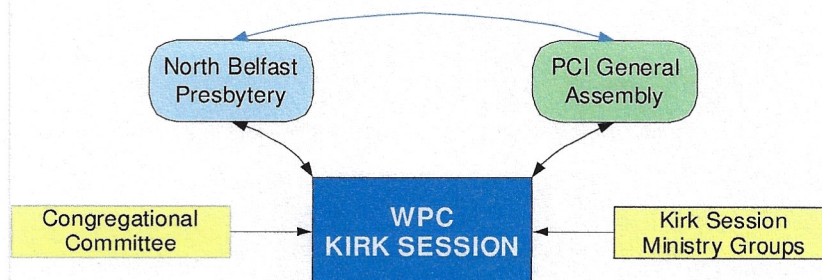 North Belfast
Presbytery
PCI General
Assembly
Congregational
Committee
WPC
KIRK SESSION
Kirk Session
Ministry Groups